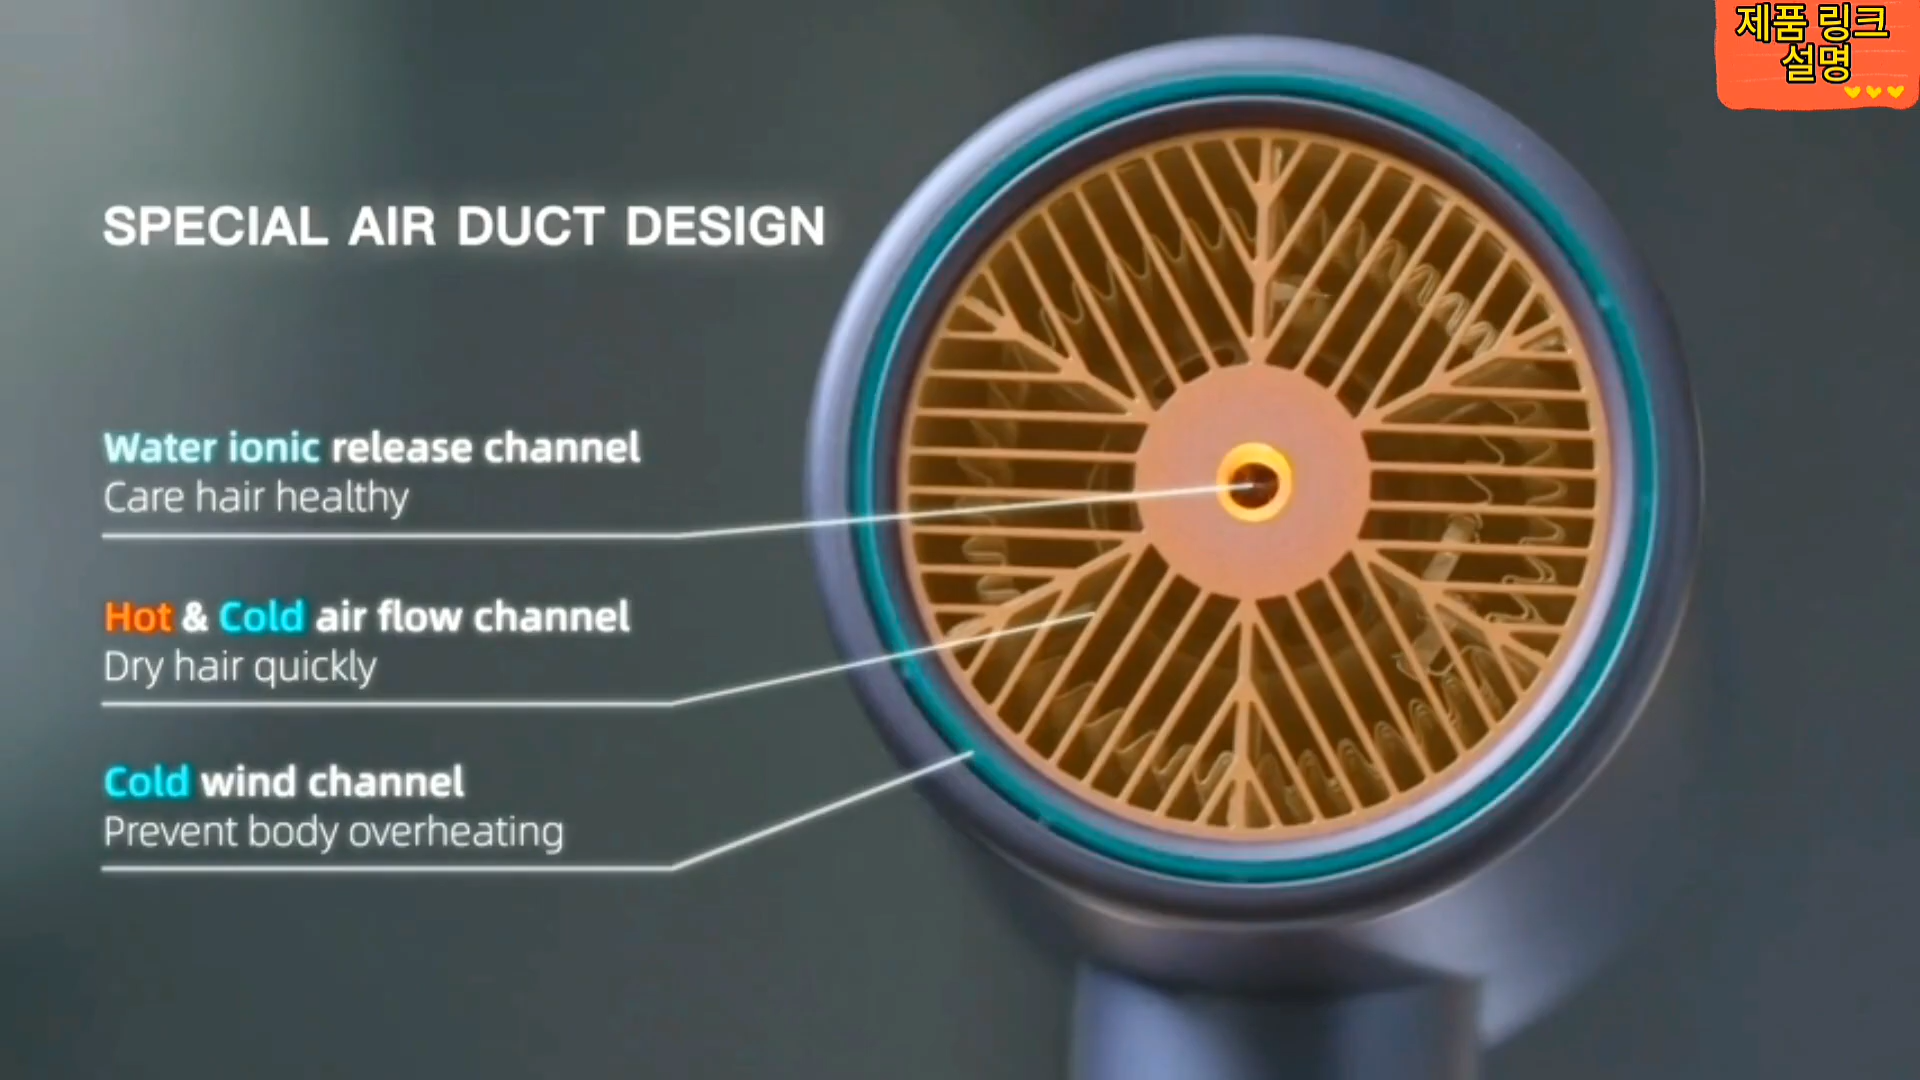 제품 링크
설명
SPECIAL AIR DUCT DESIGN
Water ionic release channel
Care hair healthy
Hot & Cold air flow channel
Dry hair quickly
Cold wind channel
Prevent body overheating